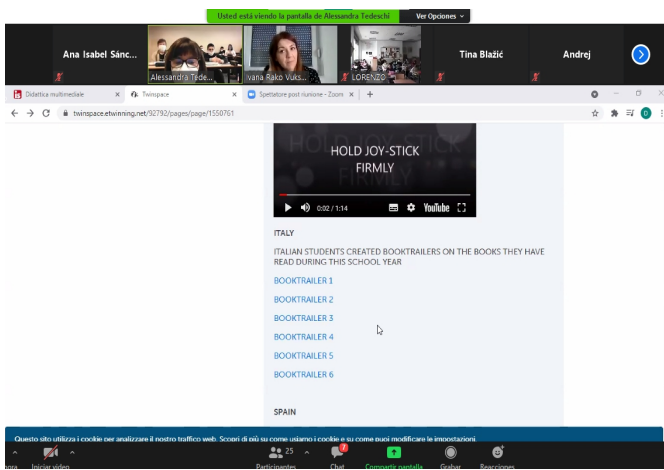 Usted está viendo la pantalla de Alessandra Tedeschi
Ver Opciones
Ana Isabel Sánc...
Alessandra Tede...
Ivana Rako Vuks...
LORENZO
Tina Blažić
Andrej
Didattica multimediale
Twinspace
Spettatore post riunione - Zoom
twinspace.etwinning.net/92792/pages/page/1550761
HOLD JOY-STICK
FIRMLY
0:02 / 1:14
YouTube
ITALY
ITALIAN STUDENTS CREATED BOOKTRAILERS ON THE BOOKS THEY HAVE
READ DURING THIS SCHOOL YEAR
BOOKTRAILER 1
BOOKTRAILER 2
BOOKTRAILER 3
BOOKTRAILER 4
BOOKTRAILER 5
BOOKTRAILER 6
SPAIN
Questo sito utilizza i cookie per analizzare il nostro traffico web. Scopri di più su come usiamo i cookie e su come puoi modificare le impostazioni.
Iniciar video
25
Participantes
7
Chat
Compartir pantalla
Grabar
Reacciones